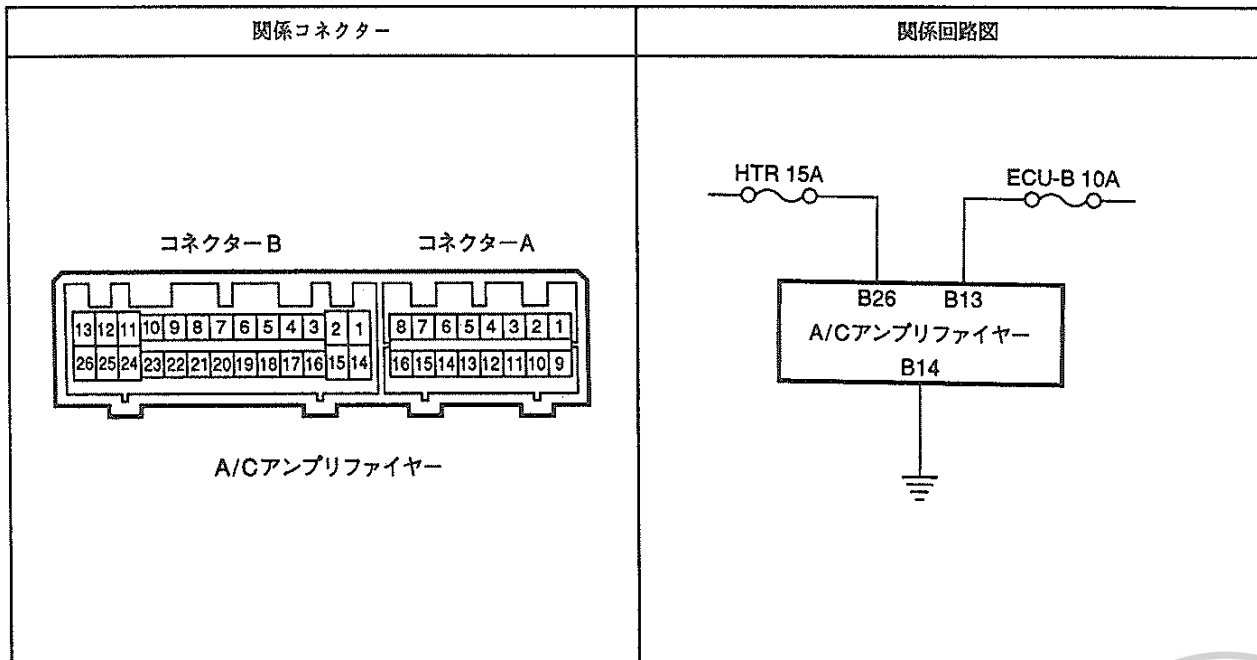 関係コネクター
関係回路図
コネクターB
コネクターA
13 12 11 10 9 8 7 6 5 4 3 2 1
26 25 24 23 22 21 20 19 18 17 16 15 14
8 7 6 5 4 3 2 1
16 15 14 13 12 11 10 9
A/Cアンプリファイヤー
HTR 15A
ECU-B 10A
B26 B13
A/Cアンプリファイヤー
B14